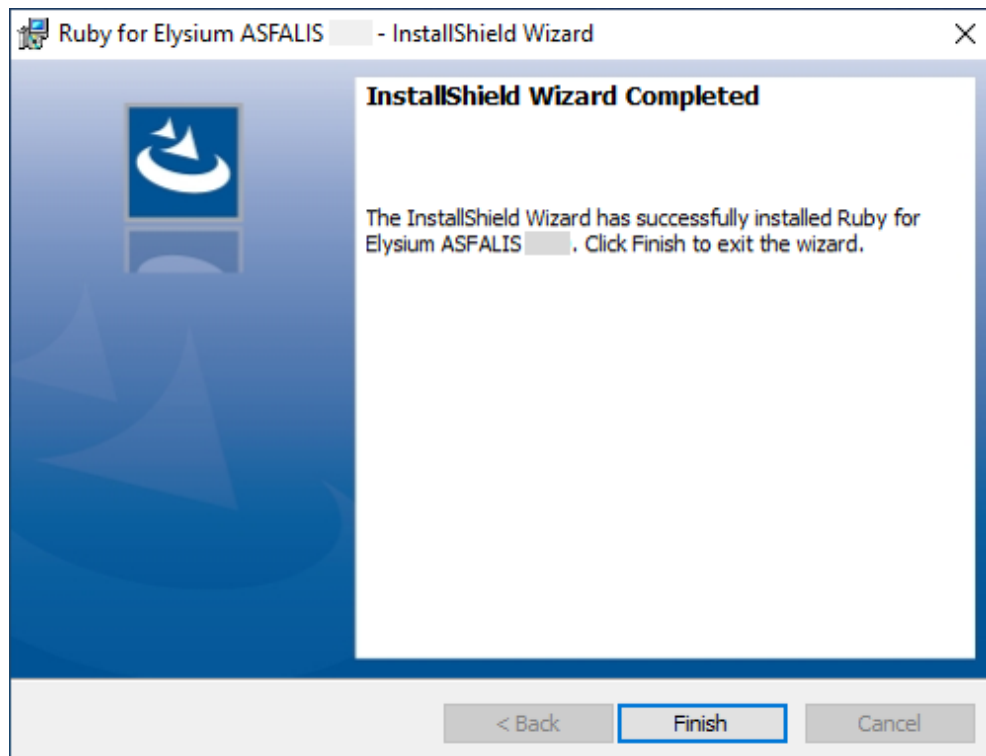 Ruby for Elysium ASFALIS - InstallShield Wizard
InstallShield Wizard Completed
The InstallShield Wizard has successfully installed Ruby for
Elysium ASFALIS . Click Finish to exit the wizard.
< Back Finish Cancel